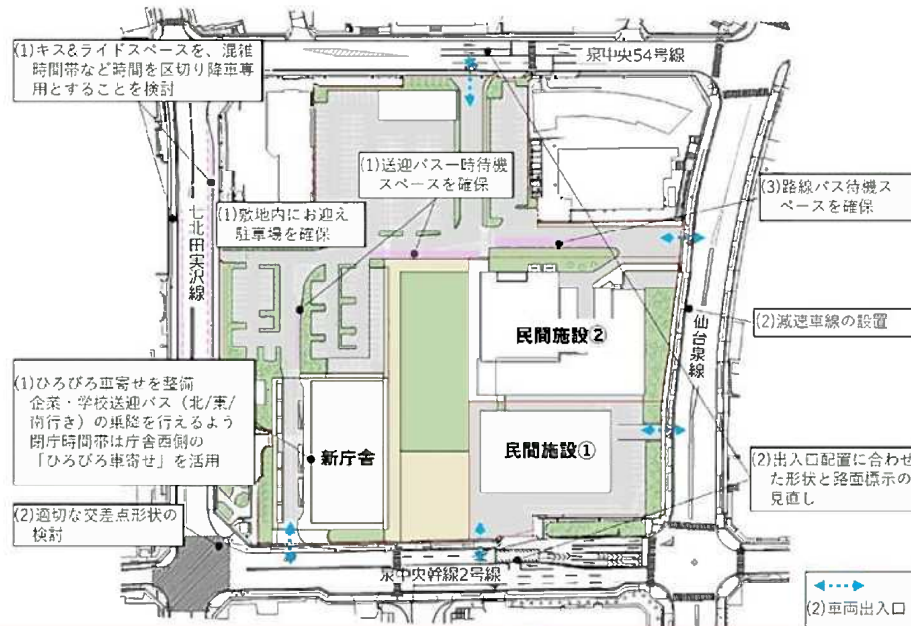 (1)キス&ライドスペースを、混雑
時間帯など時間を区切り降車専
用とすることを検討
泉中央54号線
(1)送迎バス一時待機
スペースを確保
(3)路線バス待機ス
ペースを確保
(1)敷地内にお迎え
駐車場を確保
七北田実沢線
仙台泉線
(2)減速車線の設置
民間施設②
(1)ひろびろ車寄せを整備
企業・学校送迎バス（北/東/
南行き）の乗降を行えるよう
閉庁時間帯は庁舎西側の
「ひろびろ車寄せ」を活用
新庁舎
民間施設①
(2)出入口配置に合わせ
た形状と路面標示の
見直し
(2)適切な交差点形状の
検討
泉中央幹線2号線
(2)車両出入口